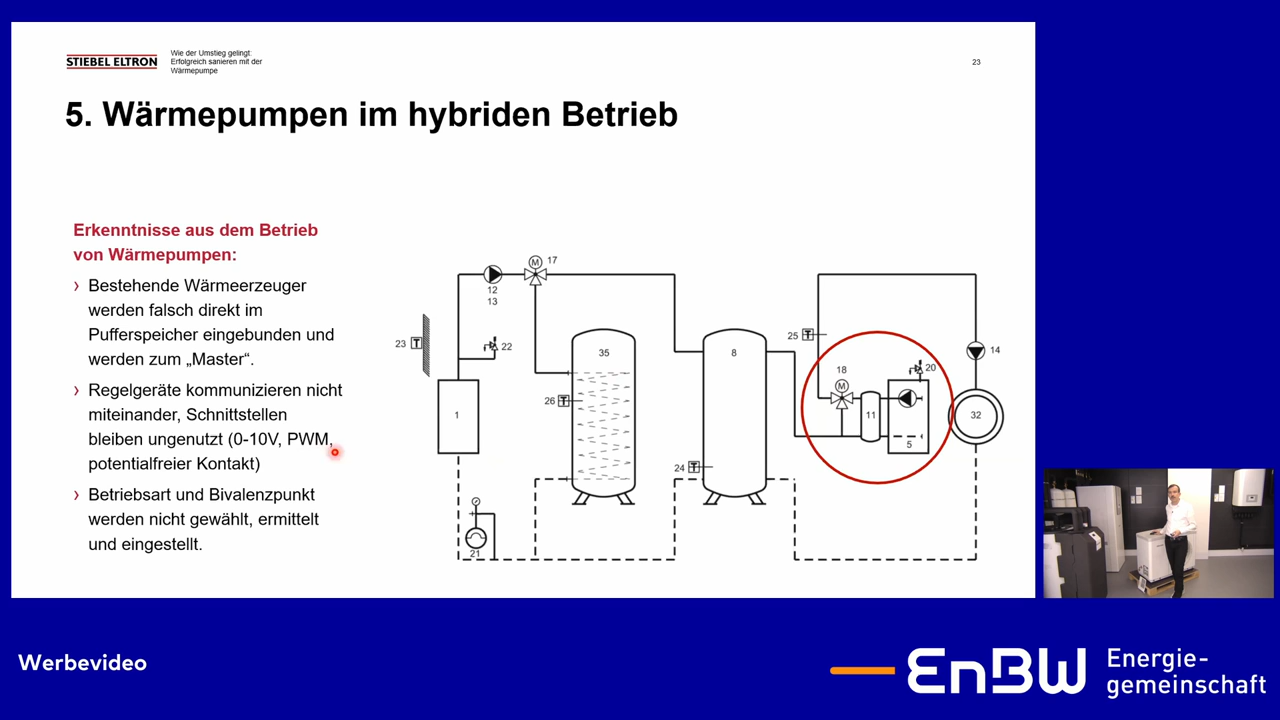 STIEBEL ELTRON
Wie der Umstieg gelingt:
Erfolgreich sanieren mit der
Wärmepumpe
23
5. Wärmepumpen im hybriden Betrieb
Erkenntnisse aus dem Betrieb
von Wärmepumpen:
› Bestehende Wärmeerzeuger
werden falsch direkt im
Pufferspeicher eingebunden und
werden zum „Master“.
› Regelgeräte kommunizieren nicht
miteinander, Schnittstellen
bleiben ungenutzt (0-10V, PWM,
potentialfreier Kontakt)
› Betriebsart und Bivalenzpunkt
werden nicht gewählt, ermittelt
und eingestellt.
M 17
12
13
23 T
22
35
8
25 T
14
18
M
20
26 T
1
11
32
5
24 T
21
Werbevideo
EnBW
Energie-
gemeinschaft